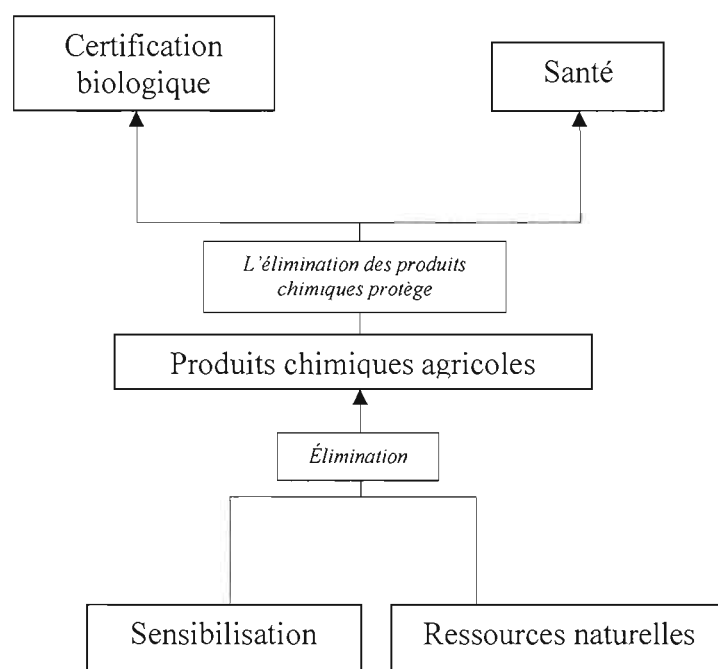 Certification
biologique
Santé
L'élimination des produits
chimiques protège
Produits chimiques agricoles
Élimination
Sensibilisation
Ressources naturelles